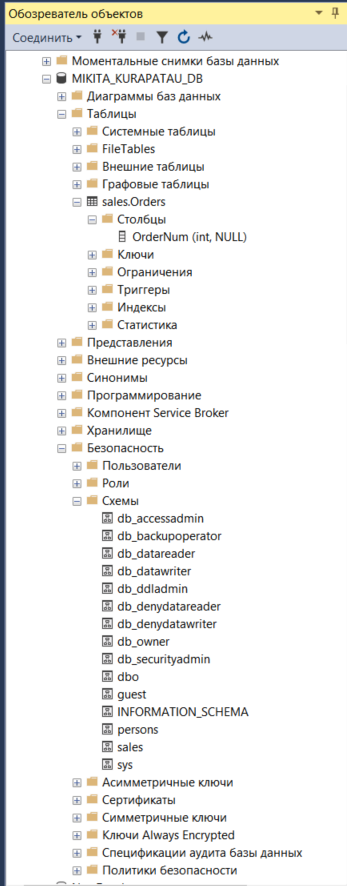 Обозреватель объектов
Соединить
Моментальные снимки базы данных
MIKITA_KURAPATAU_DB
Диаграммы баз данных
Таблицы
Системные таблицы
FileTables
Внешние таблицы
Графовые таблицы
sales.Orders
Столбцы
OrderNum (int, NULL)
Ключи
Ограничения
Триггеры
Индексы
Статистика
Представления
Внешние ресурсы
Синонимы
Программирование
Компонент Service Broker
Хранилище
Безопасность
Пользователи
Роли
Схемы
db_accessadmin
db_backupoperator
db_datareader
db_datawriter
db_ddladmin
db_denydatareader
db_denydatawriter
db_owner
db_securityadmin
dbo
guest
INFORMATION_SCHEMA
persons
sales
sys
Асимметричные ключи
Сертификаты
Симметричные ключи
Ключи Always Encrypted
Спецификации аудита базы данных
Политики безопасности